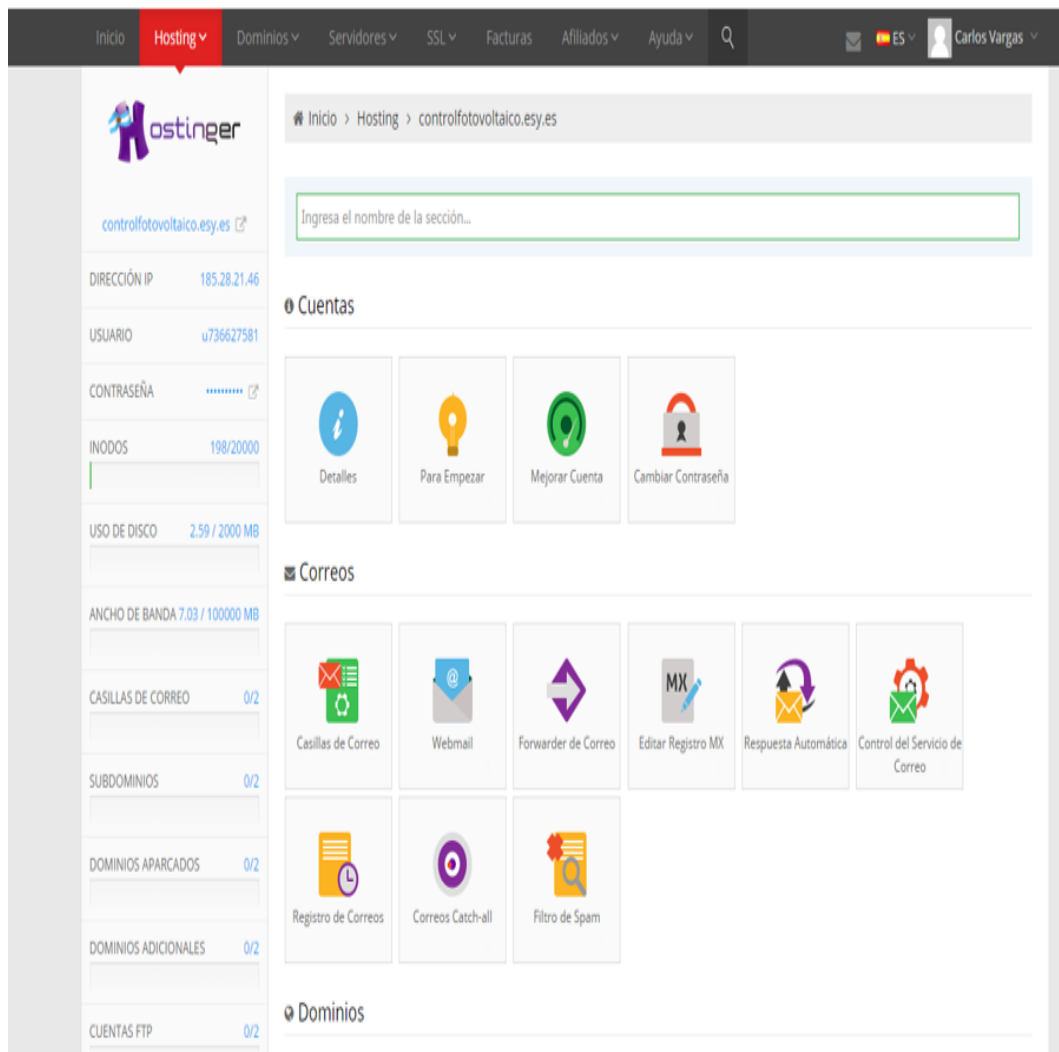 Inicio Hosting Dominios Servidores SSL Facturas Afiliados Ayuda ES Carlos Vargas
Hostinger
controlfotovoltaico.esy.es
DIRECCIÓN IP 185.28.21.46
USUARIO u736627581
CONTRASEÑA ••••••••••
INODOS 198/20000
USO DE DISCO 2.59 / 2000 MB
ANCHO DE BANDA 7.03 / 100000 MB
CASILLAS DE CORREO 0/2
SUBDOMINIOS 0/2
DOMINIOS APARCADOS 0/2
DOMINIOS ADICIONALES 0/2
CUENTAS FTP 0/2
Inicio > Hosting > controlfotovoltaico.esy.es
Ingresa el nombre de la sección...
Cuentas
Detalles Para Empezar Mejorar Cuenta Cambiar Contraseña
Correos
MX
@
Casillas de Correo Webmail Forwarder de Correo Editar Registro MX Respuesta Automática Control del Servicio de
Correo
Registro de Correos Correos Catch-all Filtro de Spam
Dominios